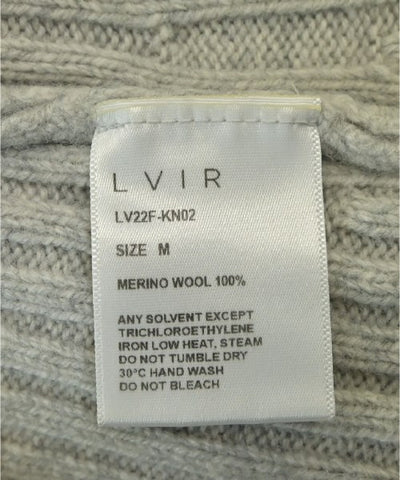 LVIR
LV22F-KN02
SIZE M
MERINO WOOL 100%
ANY SOLVENT EXCEPT
TRICHLOROETHYLENE
IRON LOW HEAT, STEAM
DO NOT TUMBLE DRY
30°C HAND WASH
DO NOT BLEACH